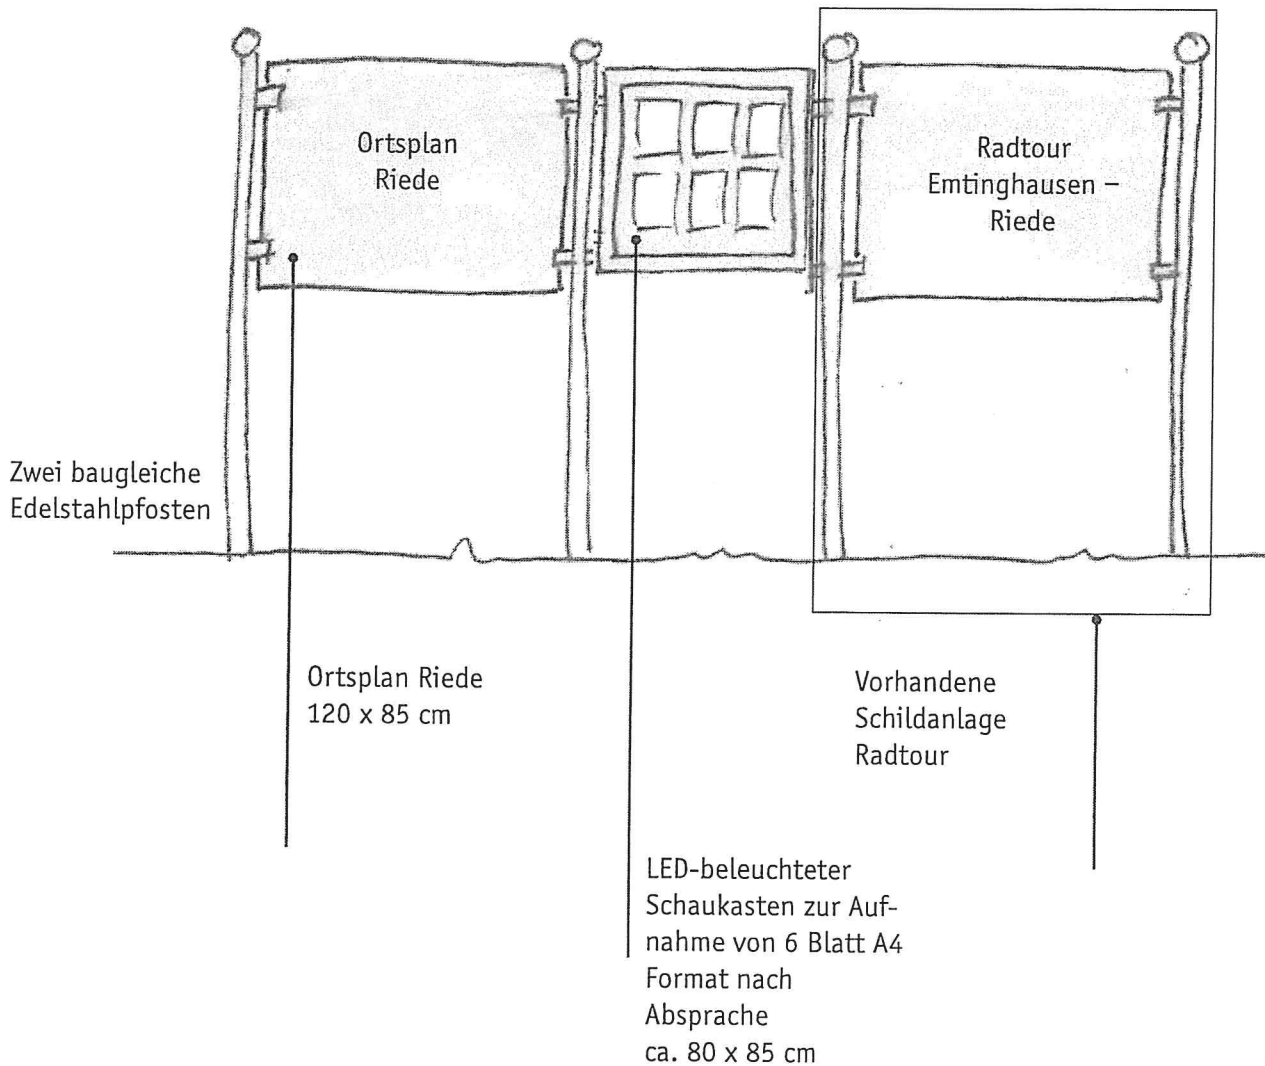 Ortsplan
Riede
Radtour
Emtinghausen –
Riede
Zwei baugleiche
Edelstahlpfosten
Ortsplan Riede
120 x 85 cm
Vorhandene
Schildanlage
Radtour
LED-beleuchteter
Schaukasten zur Auf-
nahme von 6 Blatt A4
Format nach
Absprache
ca. 80 x 85 cm